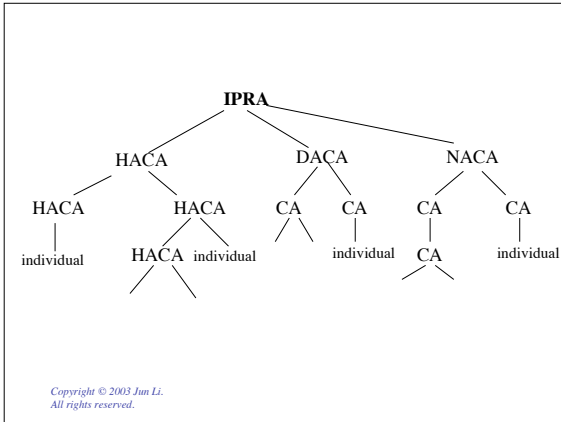 IPRA
HACA DACA NACA
HACA HACA CA CA CA CA
individual HACA individual individual CA individual
Copyright © 2003 Jun Li.
All rights reserved.